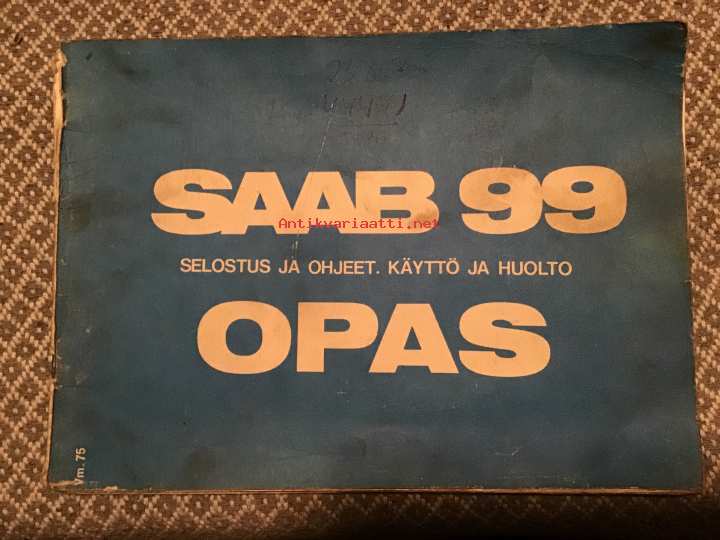 SAAB 99
Antikvariaatti.net
SELOSTUS JA OHJEET. KÄYTTÖ JA HUOLTO
OPAS
Vm. 75